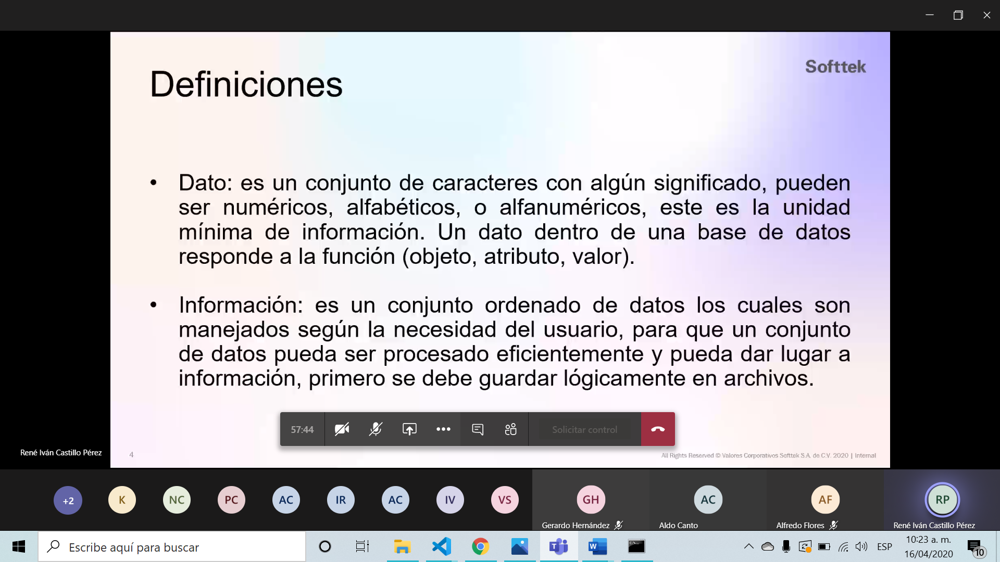 Softtek
Definiciones
• Dato: es un conjunto de caracteres con algún significado, pueden
ser numéricos, alfabéticos, o alfanuméricos, este es la unidad
mínima de información. Un dato dentro de una base de datos
responde a la función (objeto, atributo, valor).
• Información: es un conjunto ordenado de datos los cuales son
manejados según la necesidad del usuario, para que un conjunto
de datos pueda ser procesado eficientemente y pueda dar lugar a
información, primero se debe guardar lógicamente en archivos.
57:44
Solicitar control
René Iván Castillo Pérez
4
All Rights Reserved © Valores Corporativos Softtek S.A. de C.V. 2020 | Internal
+2
K
NC
PC
AC
IR
AC
IV
VS
GH
AC
AF
RP
Gerardo Hernández
Aldo Canto
Alfredo Flores
René Iván Castillo Pérez
Escribe aquí para buscar
ESP
10:23 a. m.
16/04/2020
10